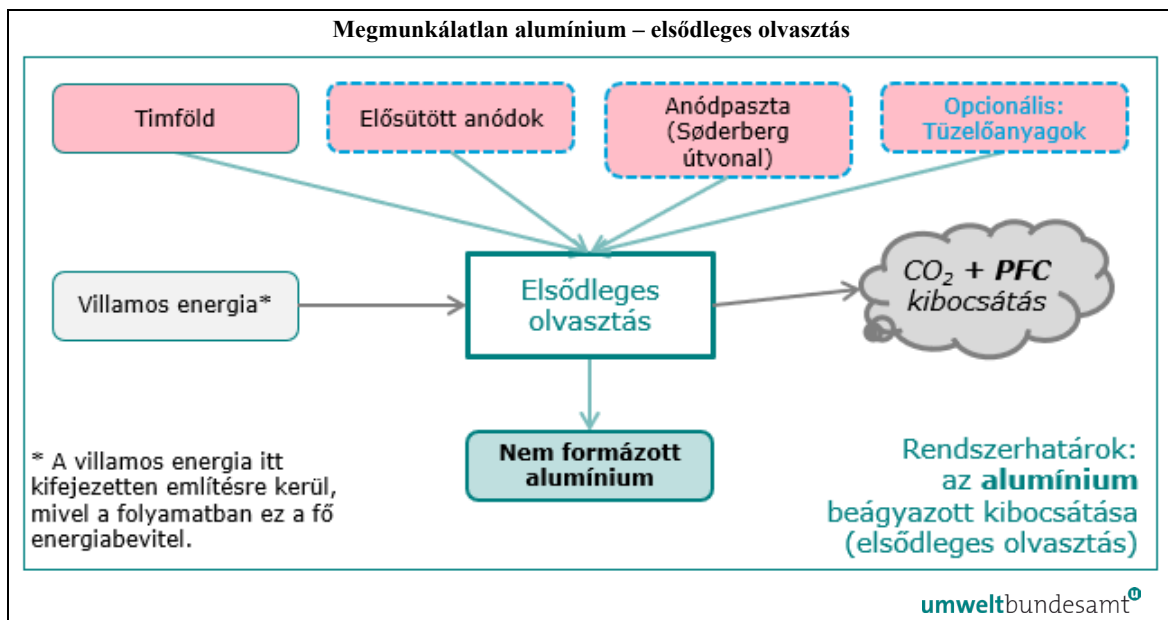 Megmunkálatlan alumínium – elsődleges olvasztás
Timföld
Elősütött anódok
Anódpaszta
(Søderberg
útvonal)
Opcionális:
Tüzelőanyagok
Villamos energia*
Elsődleges
olvasztás
CO₂ + PFC
kibocsátás
Nem formázott
alumínium
* A villamos energia itt
kifejezetten említésre kerül,
mivel a folyamatban ez a fő
energiabevitel.
Rendszerhatárok:
az alumínium
beágyazott kibocsátása
(elsődleges olvasztás)
umweltbundesamt u